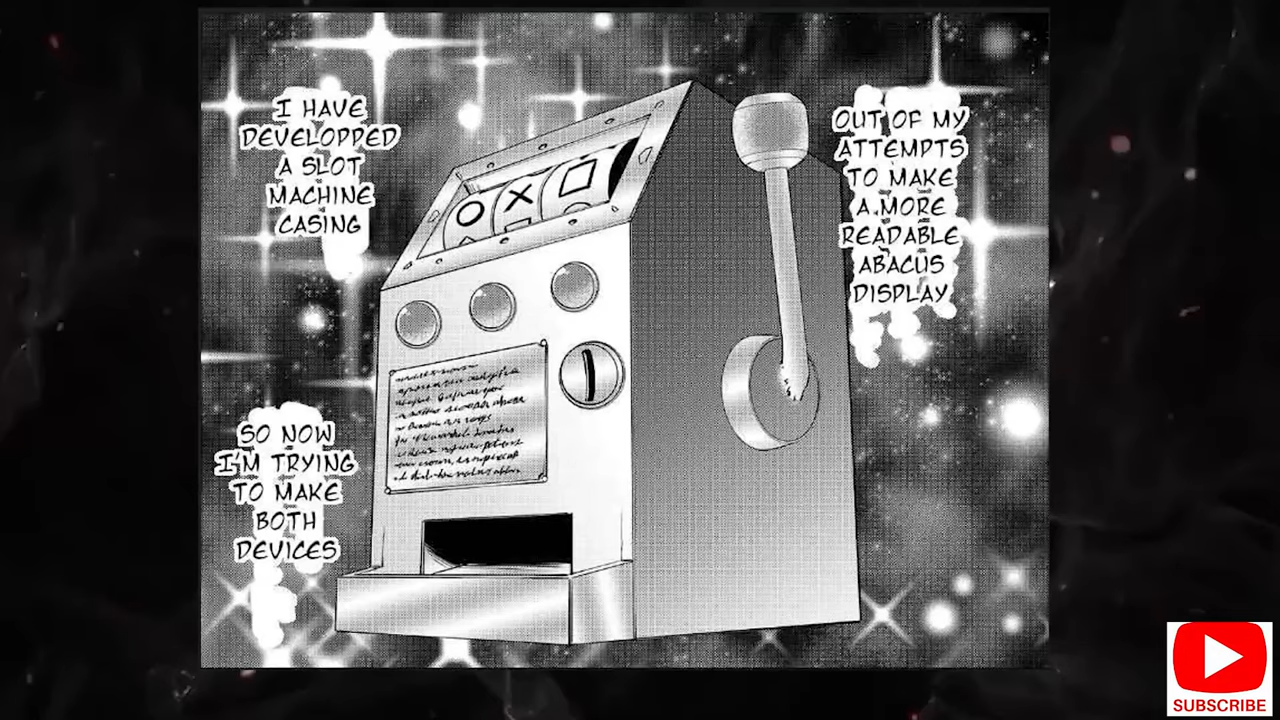 OUT OF MY
ATTEMPTS
TO MAKE
A MORE
READABLE
ABACUS
DISPLAY
I HAVE
DEVELOPPED
A SLOT
MACHINE
CASING
SO NOW
I'M TRYING
TO MAKE
BOTH
DEVICES
SUBSCRIBE